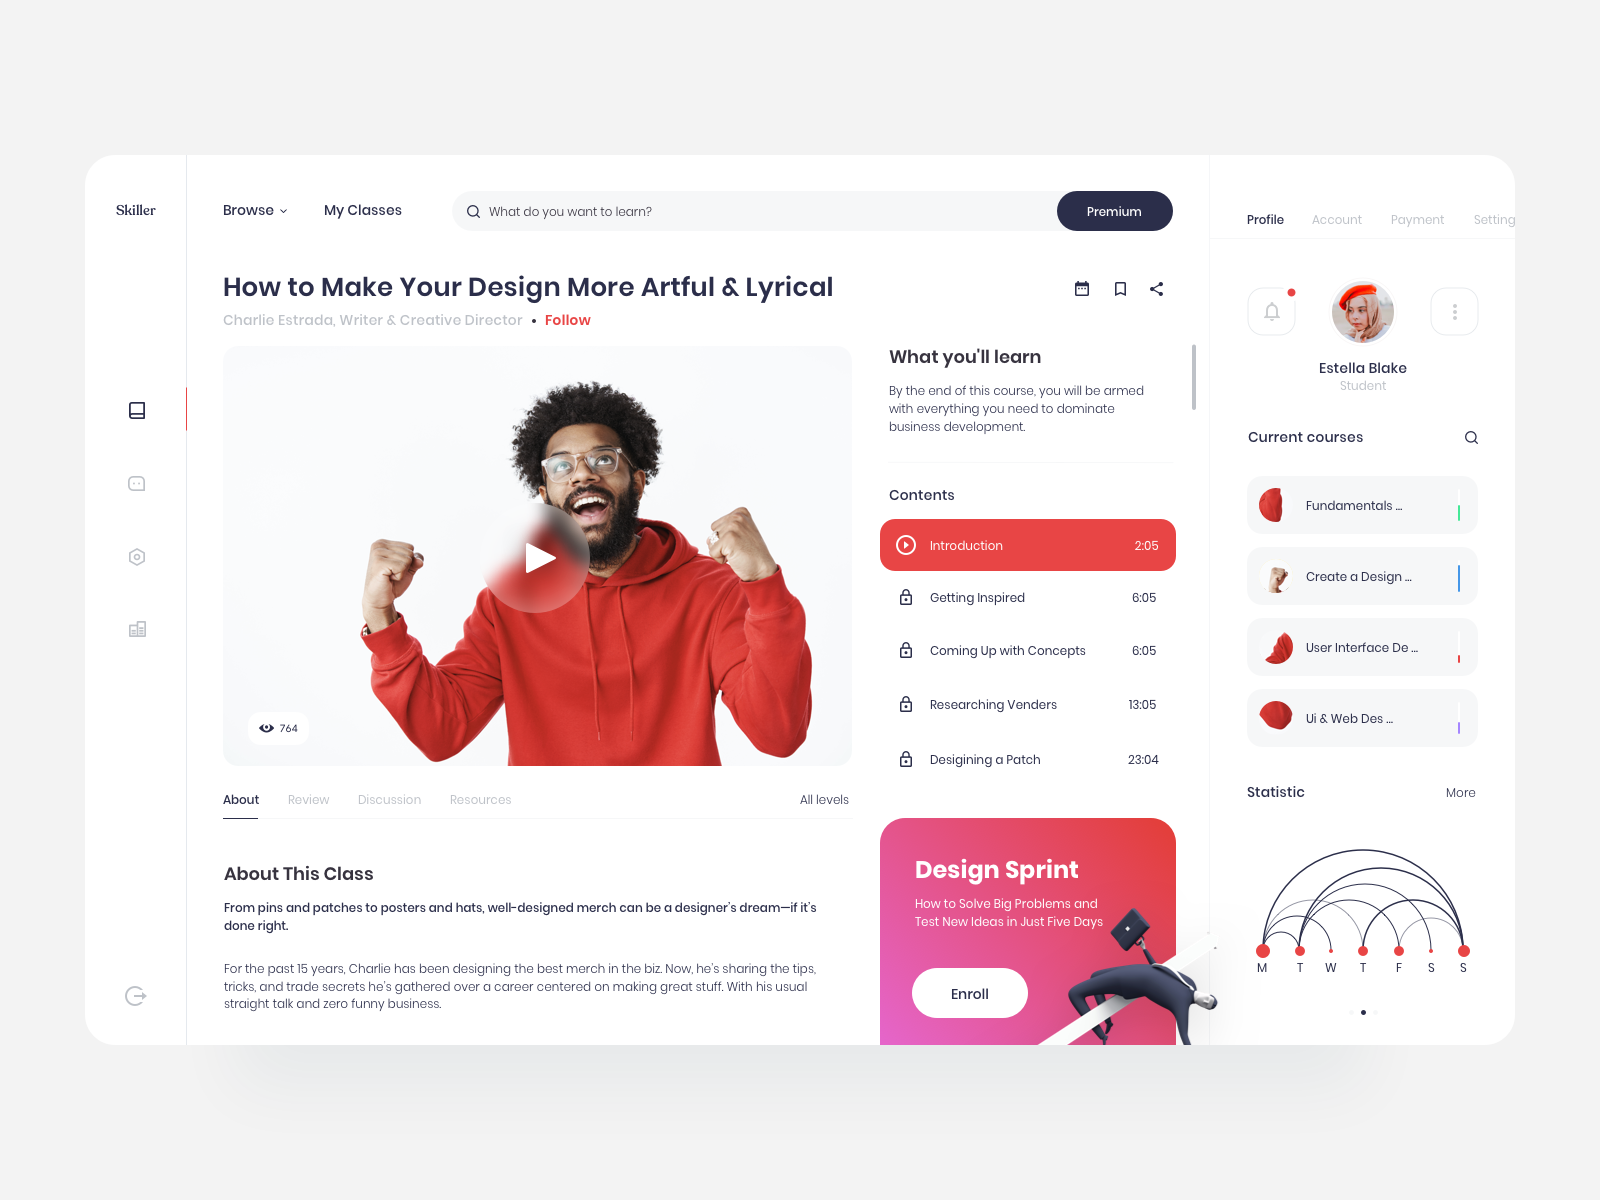 Skiller
Browse
My Classes
What do you want to learn?
Premium
How to Make Your Design More Artful & Lyrical
Charlie Estrada, Writer & Creative Director • Follow
764
About
Review
Discussion
Resources
All levels
About This Class
From pins and patches to posters and hats, well-designed merch can be a designer's dream—if it's
done right.
For the past 15 years, Charlie has been designing the best merch in the biz. Now, he's sharing the tips,
tricks, and trade secrets he's gathered over a career centered on making great stuff. With his usual
straight talk and zero funny business.
What you'll learn
By the end of this course, you will be armed
with everything you need to dominate
business development.
Contents
Introduction 2:05
Getting Inspired 6:05
Coming Up with Concepts 6:05
Researching Venders 13:05
Desigining a Patch 23:04
Design Sprint
How to Solve Big Problems and
Test New Ideas in Just Five Days
Enroll
Profile
Account
Payment
Setting
Estella Blake
Student
Current courses
Fundamentals ...
Create a Design ...
User Interface De ...
Ui & Web Des ...
Statistic
More
M T W T F S S